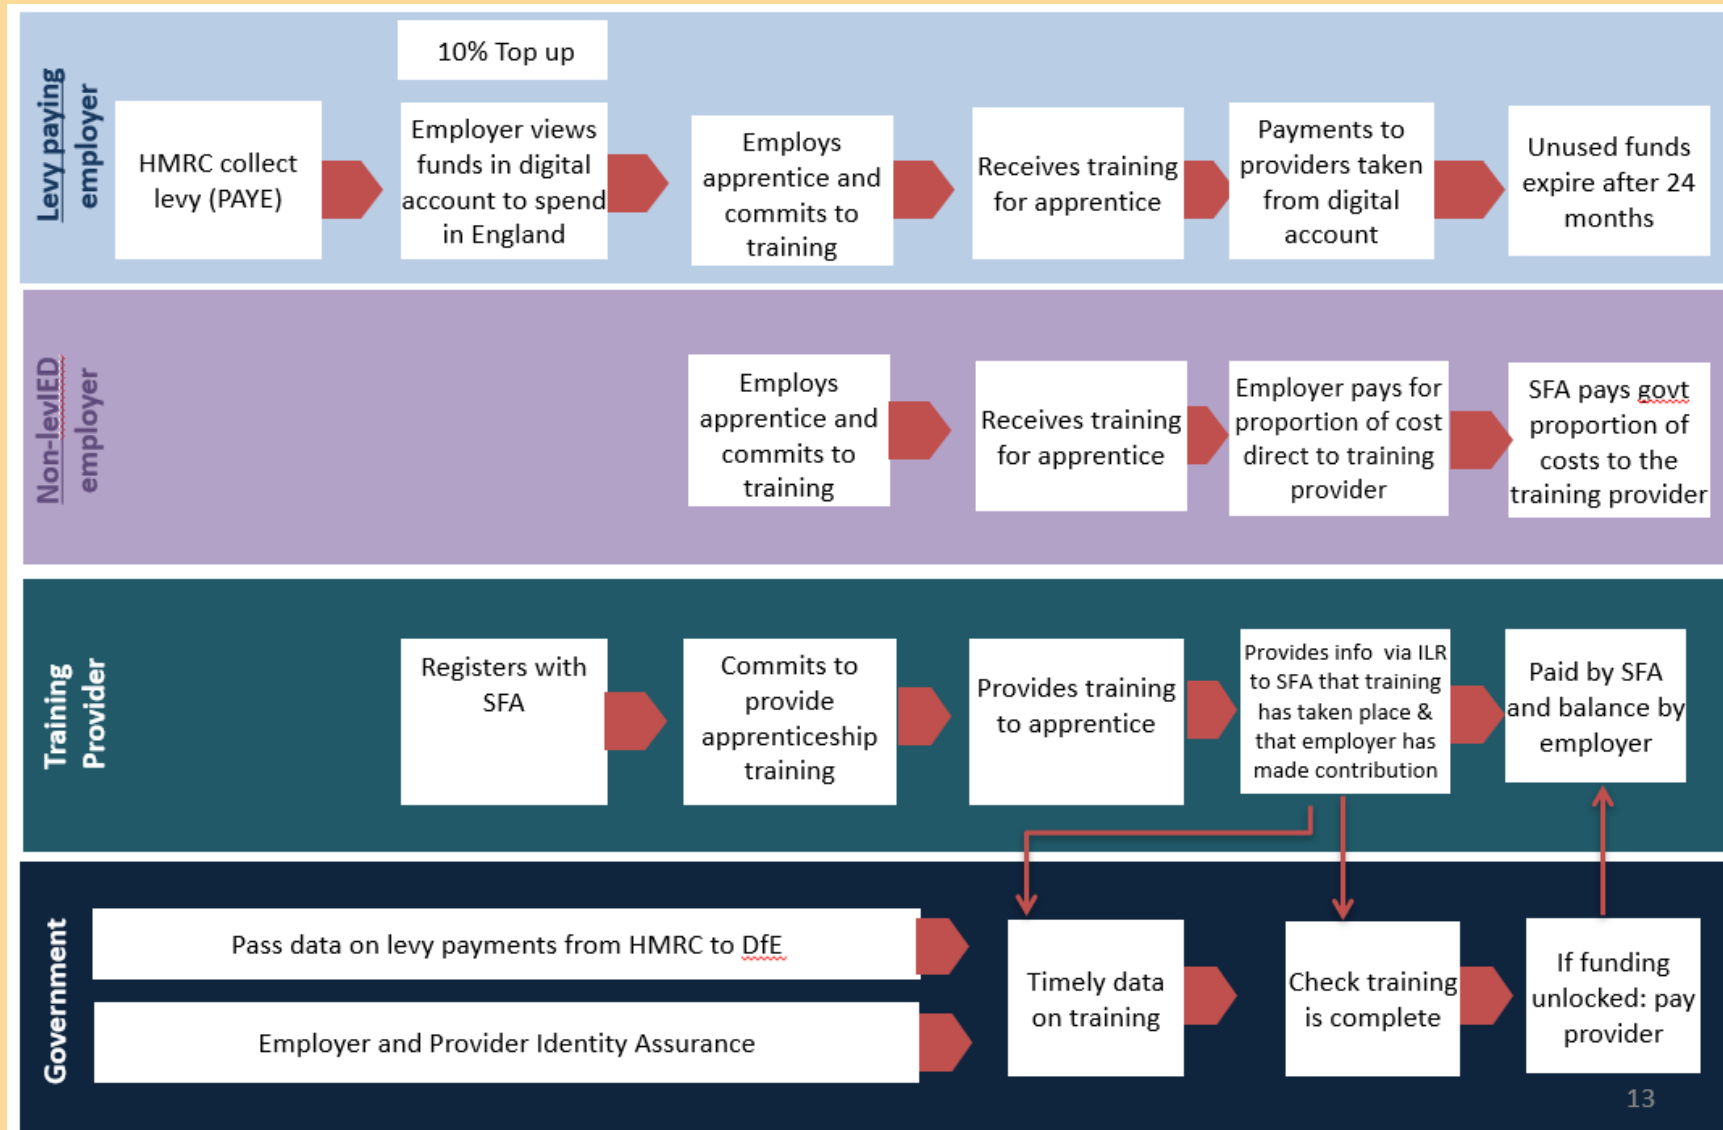 Levy paying
employer
10% Top up
HMRC collect
levy (PAYE)
Employer views
funds in digital
account to spend
in England
Employs
apprentice and
commits to
training
Receives training
for apprentice
Payments to
providers taken
from digital
account
Unused funds
expire after 24
months
Non-levIED
employer
Employs
apprentice and
commits to
training
Receives training
for apprentice
Employer pays for
proportion of cost
direct to training
provider
SFA pays govt
proportion of
costs to the
training provider
Training
Provider
Registers with
SFA
Commits to
provide
apprenticeship
training
Provides training
to apprentice
Provides info via ILR
to SFA that training
has taken place &
that employer has
made contribution
Paid by SFA
and balance by
employer
Government
Pass data on levy payments from HMRC to DfE
Employer and Provider Identity Assurance
Timely data
on training
Check training
is complete
If funding
unlocked: pay
provider
13